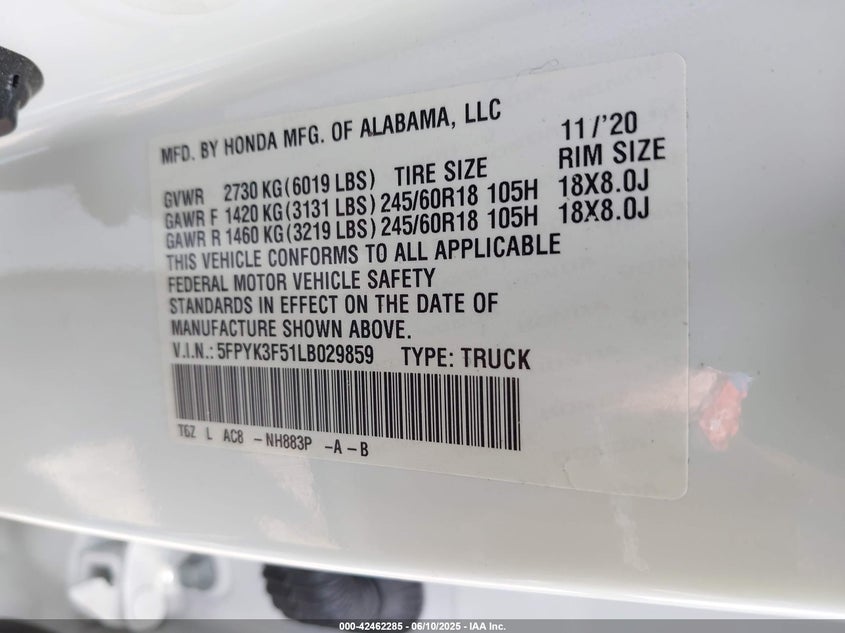 MFD. BY HONDA MFG. OF ALABAMA, LLC 11/'20
GVWR 2730 KG(6019 LBS) TIRE SIZE RIM SIZE
GAWR F 1420 KG(3131 LBS) 245/60R18 105H 18X8.0J
GAWR R 1460 KG(3219 LBS) 245/60R18 105H 18X8.0J
THIS VEHICLE CONFORMS TO ALL APPLICABLE
FEDERAL MOTOR VEHICLE SAFETY
STANDARDS IN EFFECT ON THE DATE OF
MANUFACTURE SHOWN ABOVE.
V.I.N.: 5FPYK3F51LB029859 TYPE: TRUCK
T6Z L AC8 -NH883P -A-B
000-42462285 - 06/10/2025 - IAA Inc.